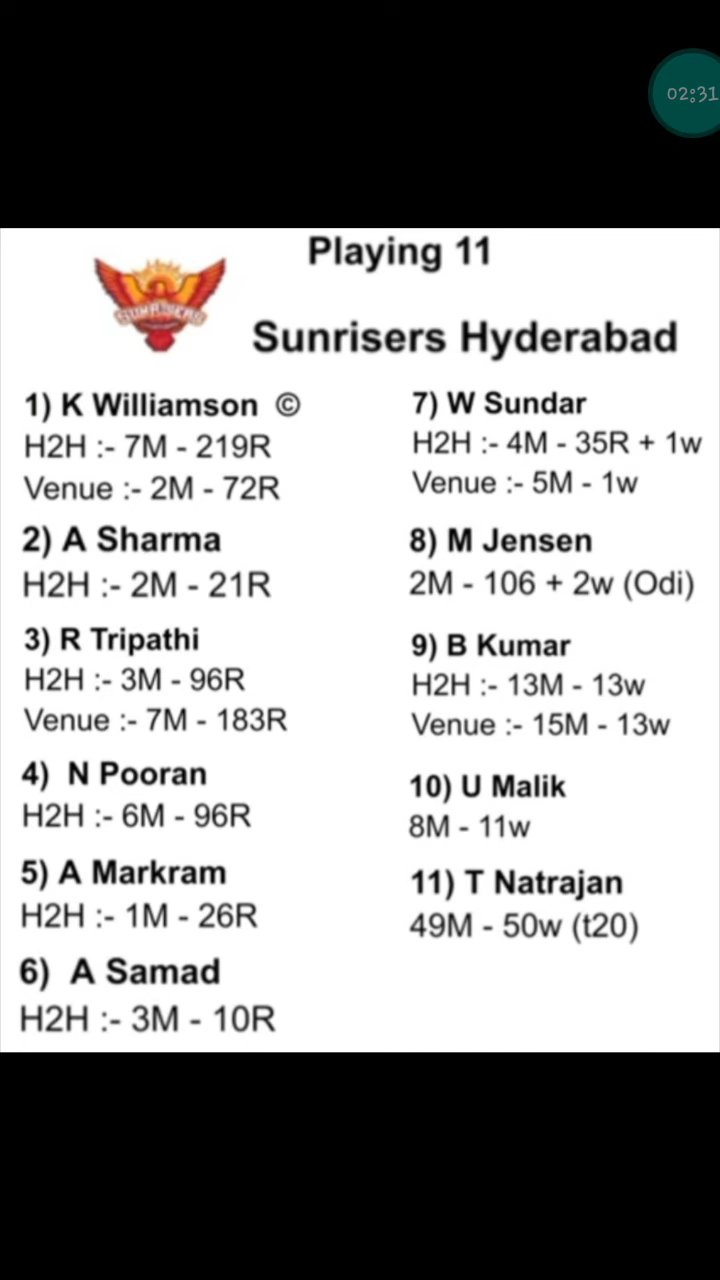 02:31
Playing 11
SUNRISERS
Sunrisers Hyderabad
1) K Williamson ©
H2H :- 7M - 219R
Venue :- 2M - 72R
2) A Sharma
H2H :- 2M - 21R
3) R Tripathi
H2H :- 3M - 96R
Venue :- 7M - 183R
4) N Pooran
H2H :- 6M - 96R
5) A Markram
H2H :- 1M - 26R
6) A Samad
H2H :- 3M - 10R
7) W Sundar
H2H :- 4M - 35R + 1w
Venue :- 5M - 1w
8) M Jensen
2M - 106 + 2w (Odi)
9) B Kumar
H2H :- 13M - 13w
Venue :- 15M - 13w
10) U Malik
8M - 11w
11) T Natrajan
49M - 50w (t20)